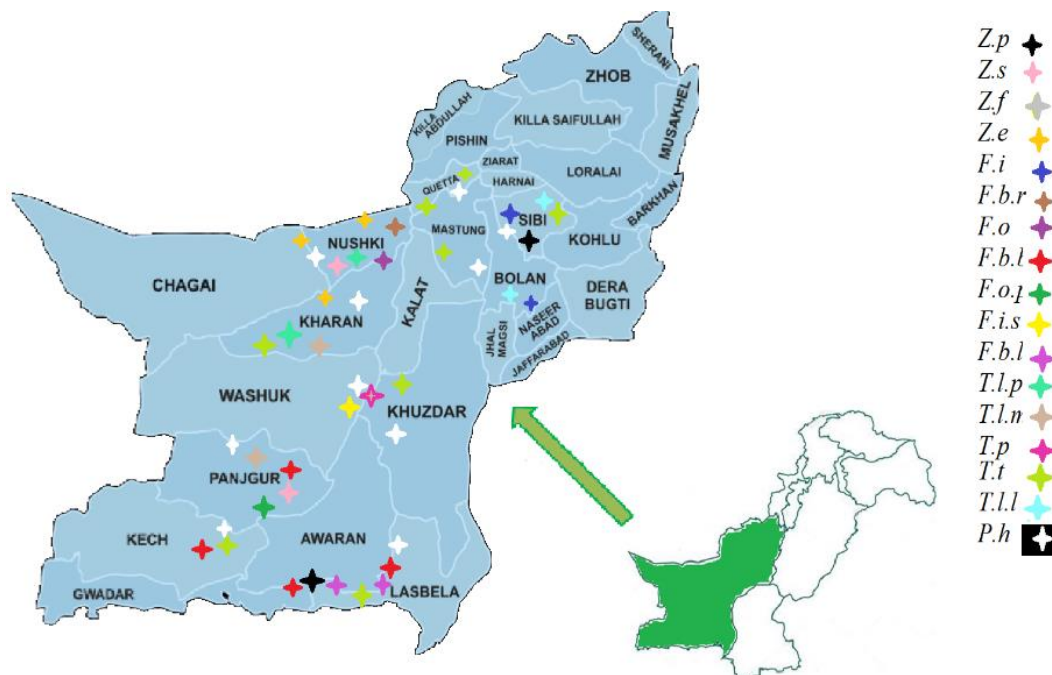 SHERANI
ZHOB
KILLA
ABDULLAH
KILLA SAIFULLAH
MUSAKHEL
PISHIN
ZIARAT
LORALAI
QUETTA
HARNAI
BARKHAN
SIBI
MASTUNG
KOHLU
NUSHKI
CHAGAI
BOLAN
DERA
BUGTI
KALAT
KHARAN
NASEER
ABAD
JHAL
MAGSI
JAFFARABAD
WASHUK
KHUZDAR
PANJGUR
KECH
AWARAN
GWADAR
LASBELA
Z.p
Z.s
Z.f
Z.e
F.i
F.b.r
F.o
F.b.b
F.o.p
F.i.s
F.b.l
T.l.p
T.l.m
T.p
T.t
T.l.l
P.h